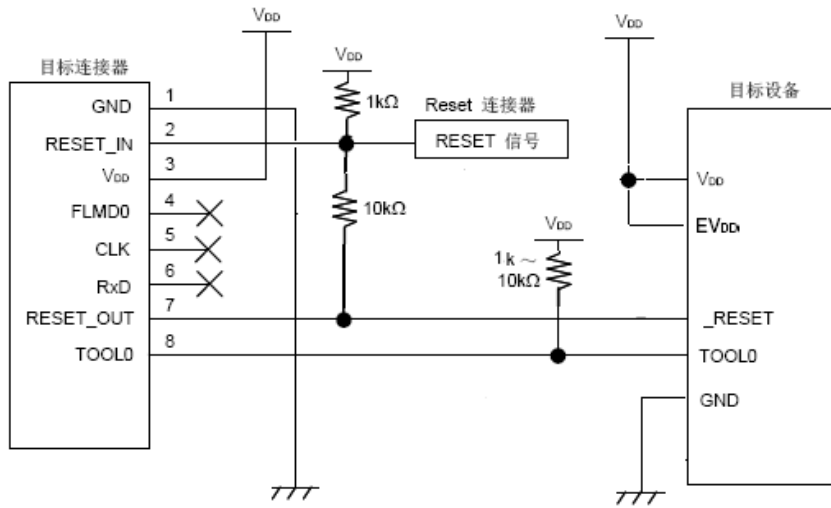 VDD
VDD
VDD
目标连接器
1kΩ
Reset 连接器
目标设备
GND
1
RESET_IN
2
RESET 信号
VDD
3
VDD
FLMD0
4
10kΩ
VDD
EVDD
CLK
5
1k ~
10kΩ
RxD
6
RESET_OUT
7
_RESET
TOOL0
8
TOOL0
GND